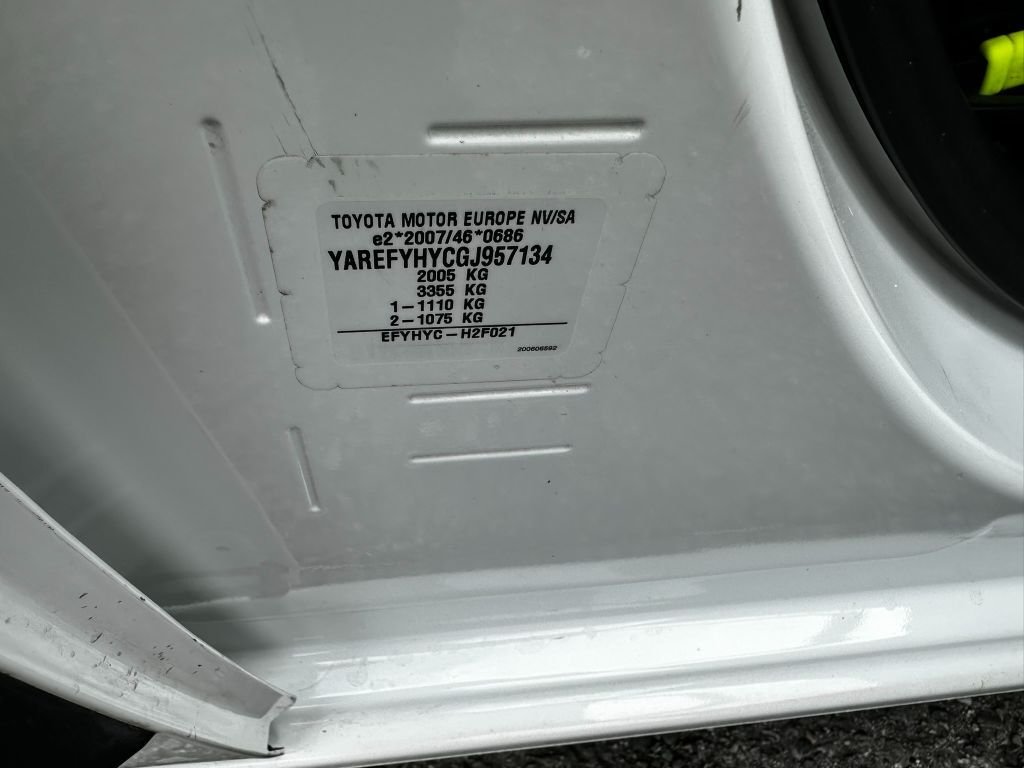 TOYOTA MOTOR EUROPE NV/SA
e2*2007/46*0686
YAREFYHYCGJ957134
2005 KG
3355 KG
1-1110 KG
2-1075 KG
EFYHYC-H2F021
200606592